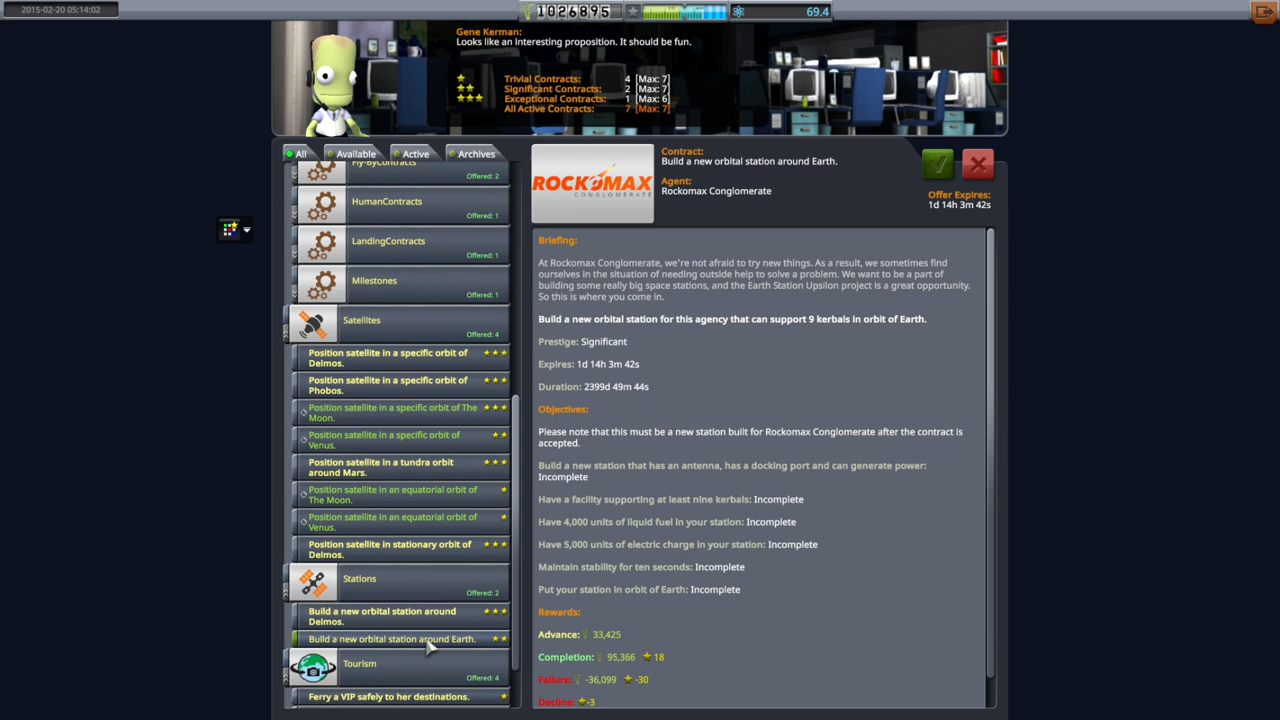 2015-02-20 05:14:02
1026895
69.4
Gene Kerman:
Looks like an interesting proposition. It should be fun.
Trivial Contracts: 4 [Max: 7]
Significant Contracts: 2 [Max: 7]
Exceptional Contracts: 1 [Max: 6]
All Active Contracts: 7 [Max: 7]
All
Available
Active
Archives
Fly-ByContracts
Offered: 2
HumanContracts
Offered: 1
LandingContracts
Offered: 1
Milestones
Offered: 1
Satellites
Offered: 4
Position satellite in a specific orbit of
Deimos.
Position satellite in a specific orbit of
Phobos.
Position satellite in a specific orbit of The
Moon.
Position satellite in a specific orbit of
Venus.
Position satellite in a tundra orbit
around Mars.
Position satellite in an equatorial orbit of
The Moon.
Position satellite in an equatorial orbit of
Venus.
Position satellite in stationary orbit of
Deimos.
Stations
Offered: 2
Build a new orbital station around
Deimos.
Build a new orbital station around Earth.
Tourism
Offered: 4
Ferry a VIP safely to her destinations.
ROCKOMAX
CONGLOMERATE
Contract:
Build a new orbital station around Earth.
Agent:
Rockomax Conglomerate
Offer Expires:
1d 14h 3m 42s
Briefing:
At Rockomax Conglomerate, we're not afraid to try new things. As a result, we sometimes find
ourselves in the situation of needing outside help to solve a problem. We want to be a part of
building some really big space stations, and the Earth Station Upsilon project is a great opportunity.
So this is where you come in.
Build a new orbital station for this agency that can support 9 kerbals in orbit of Earth.
Prestige: Significant
Expires: 1d 14h 3m 42s
Duration: 2399d 49m 44s
Objectives:
Please note that this must be a new station built for Rockomax Conglomerate after the contract is
accepted.
Build a new station that has an antenna, has a docking port and can generate power:
Incomplete
Have a facility supporting at least nine kerbals: Incomplete
Have 4,000 units of liquid fuel in your station: Incomplete
Have 5,000 units of electric charge in your station: Incomplete
Maintain stability for ten seconds: Incomplete
Put your station in orbit of Earth: Incomplete
Rewards:
Advance: 33,425
Completion: 95,366 18
Failure: -36,099 -30
Decline: -3